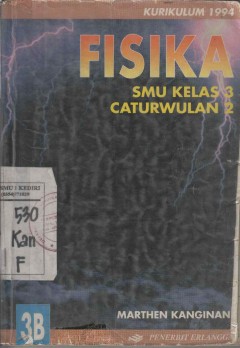 KURIKULUM 1994
FISIKA
SMU KELAS 3
CATURWULAN 2
530
Kan
F
3B
MARTHEN KANGINAN
PENERBIT ERLANGGA